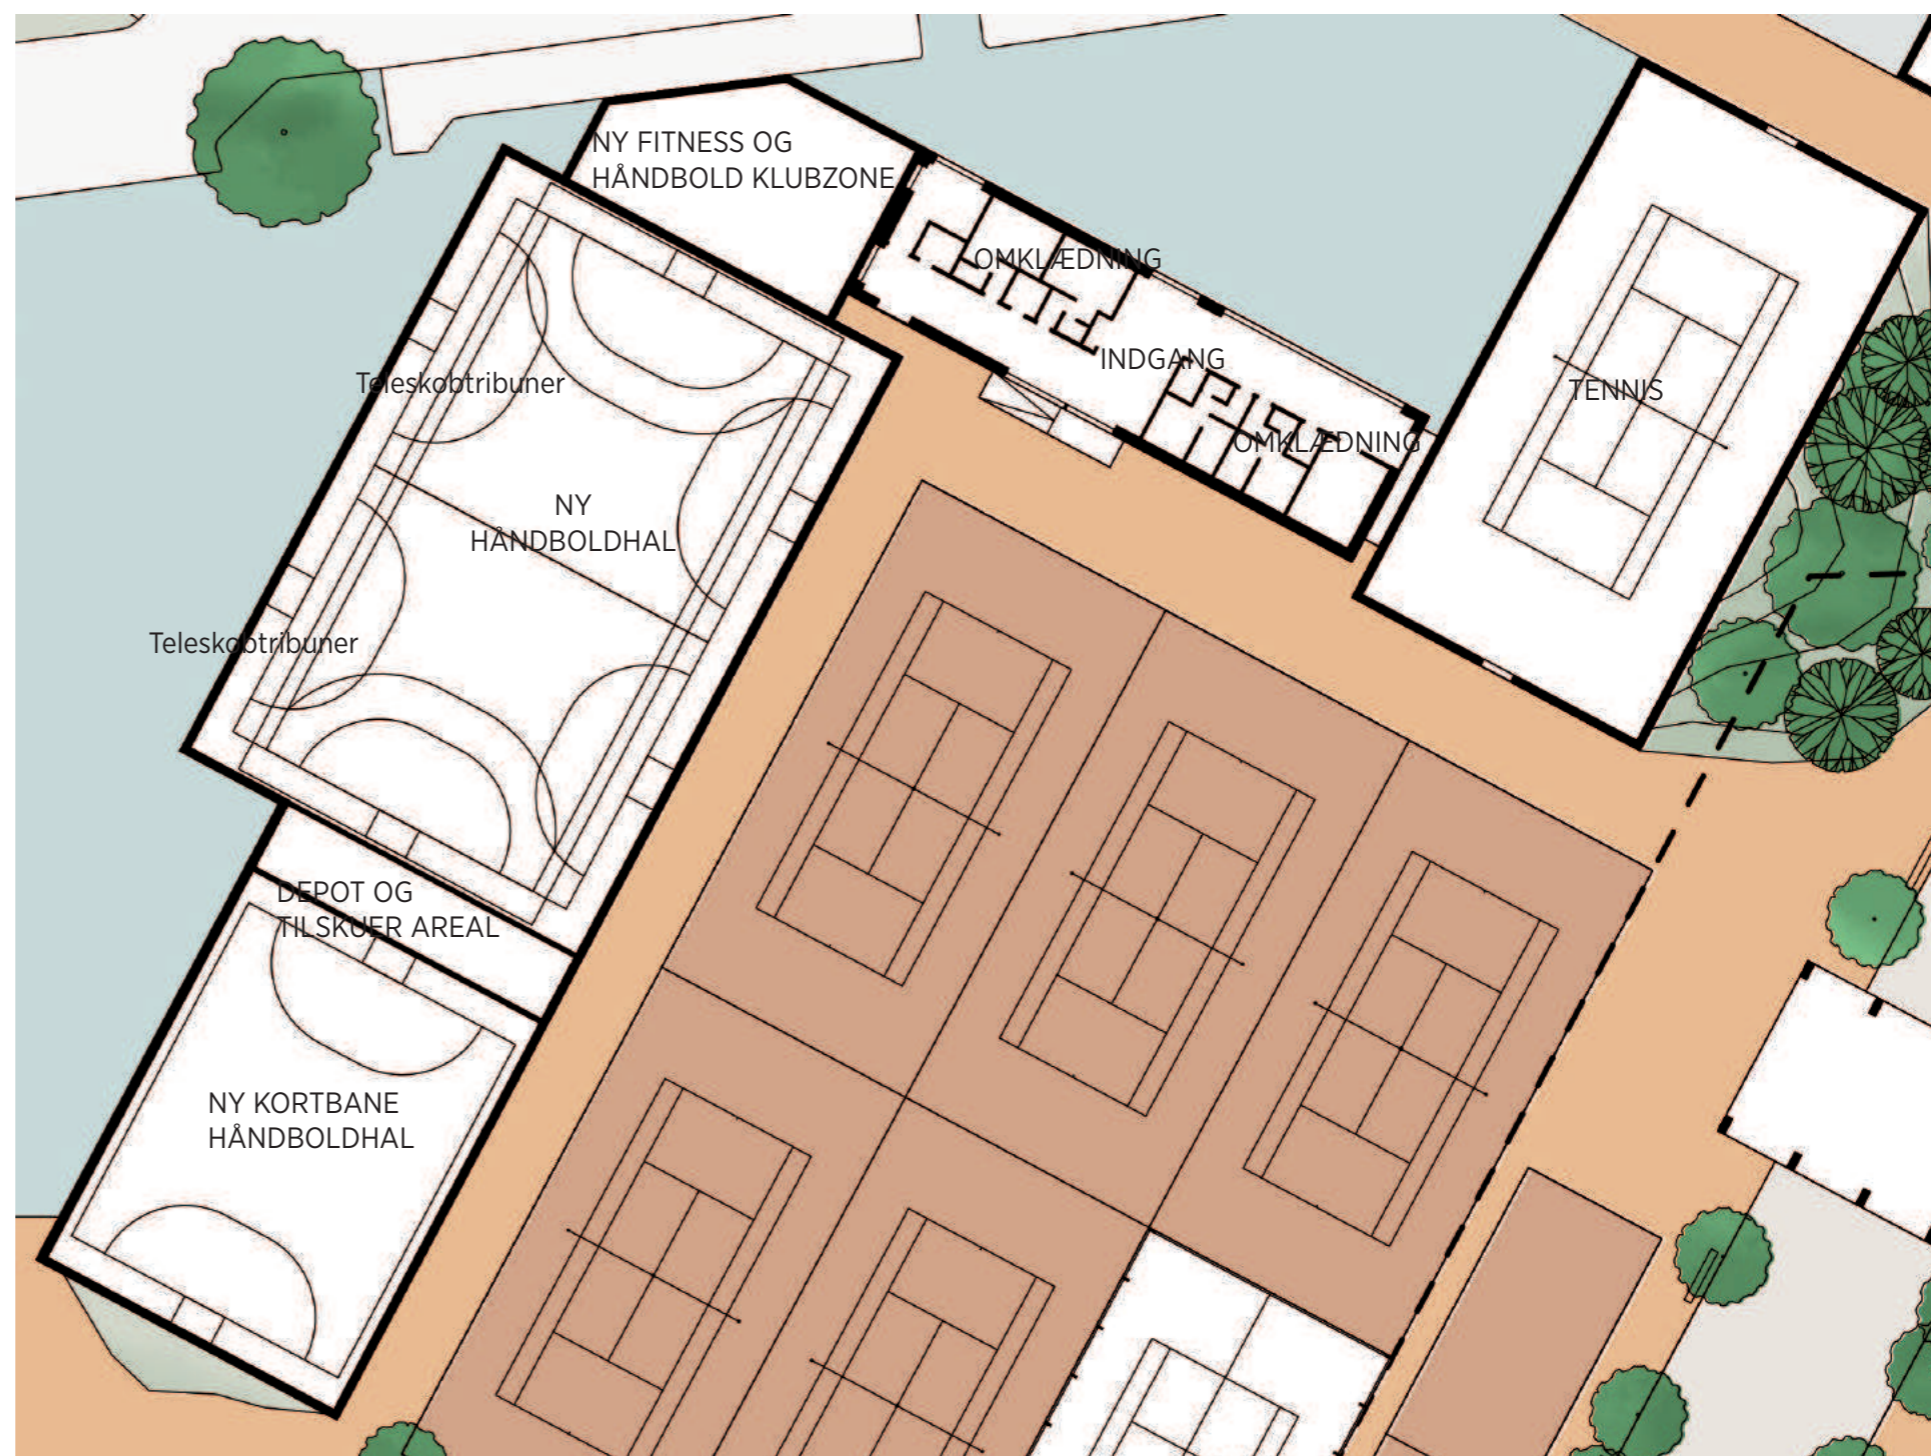 NY FITNESS OG
HÅNDBOLD KLUBZONE
OMKLÆDNING
INDGANG
Teleskobtribuner
TENNIS
OMKLÆDNING
NY
HÅNDBOLDHAL
Teleskobtribuner
DEPOT OG
TILSKUER AREAL
NY KORTBANE
HÅNDBOLDHAL